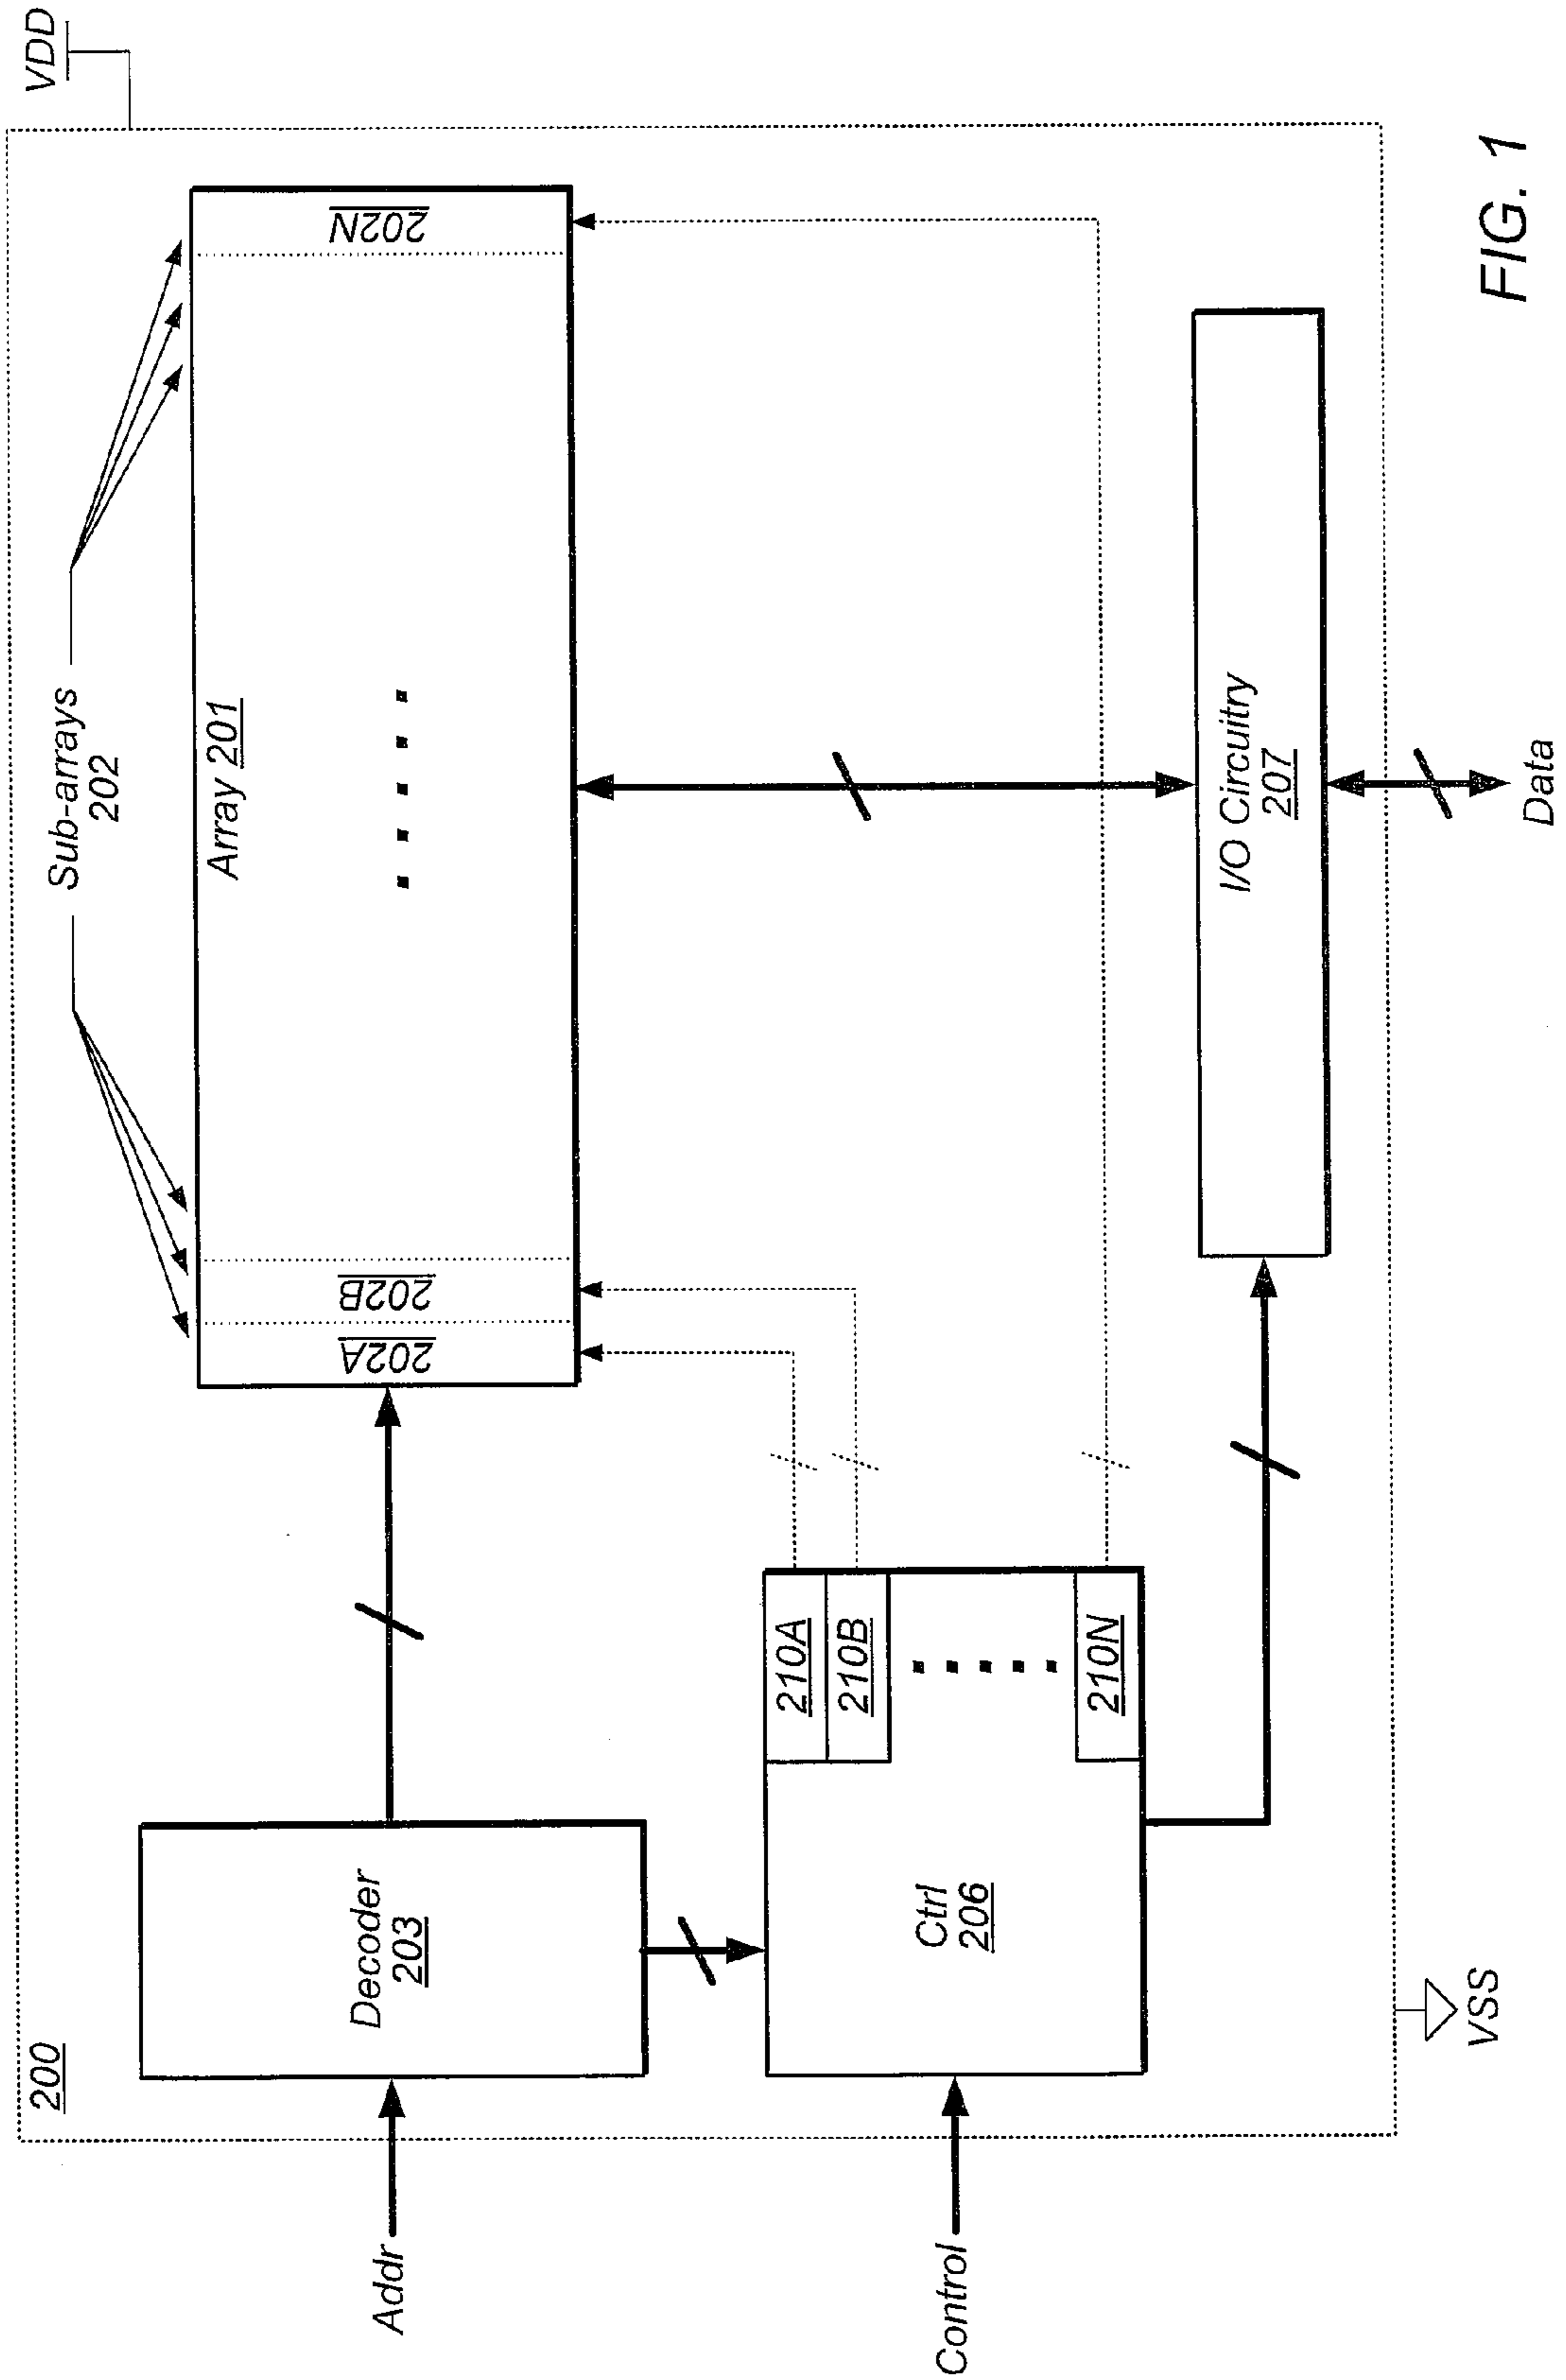 200
VDD
Sub-arrays
202
Array 201
202A
202B
202N
Addr
Decoder
203
Control
Ctrl
206
210A
210B
210N
I/O Circuitry
207
VSS
Data
FIG. 1